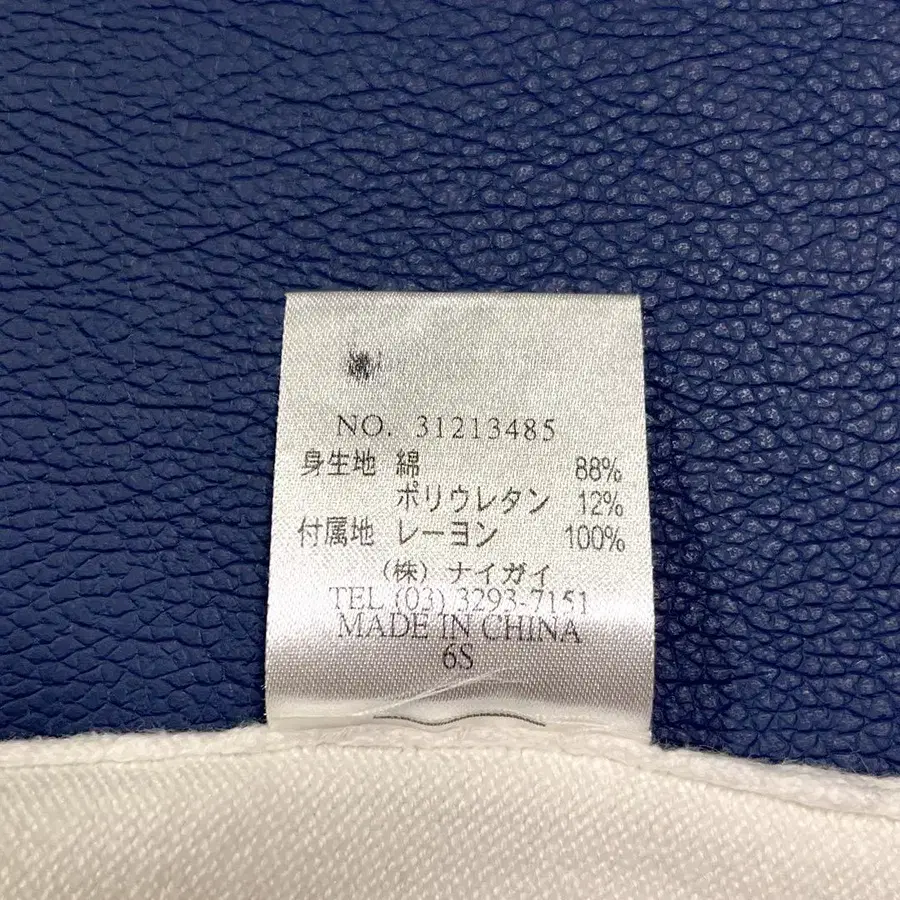 NO. 31213485
身生地 綿 88%
ポリウレタン 12%
付属地 レーヨン 100%
（株）ナイガイ
TEL (03) 3293-7151
MADE IN CHINA
6S